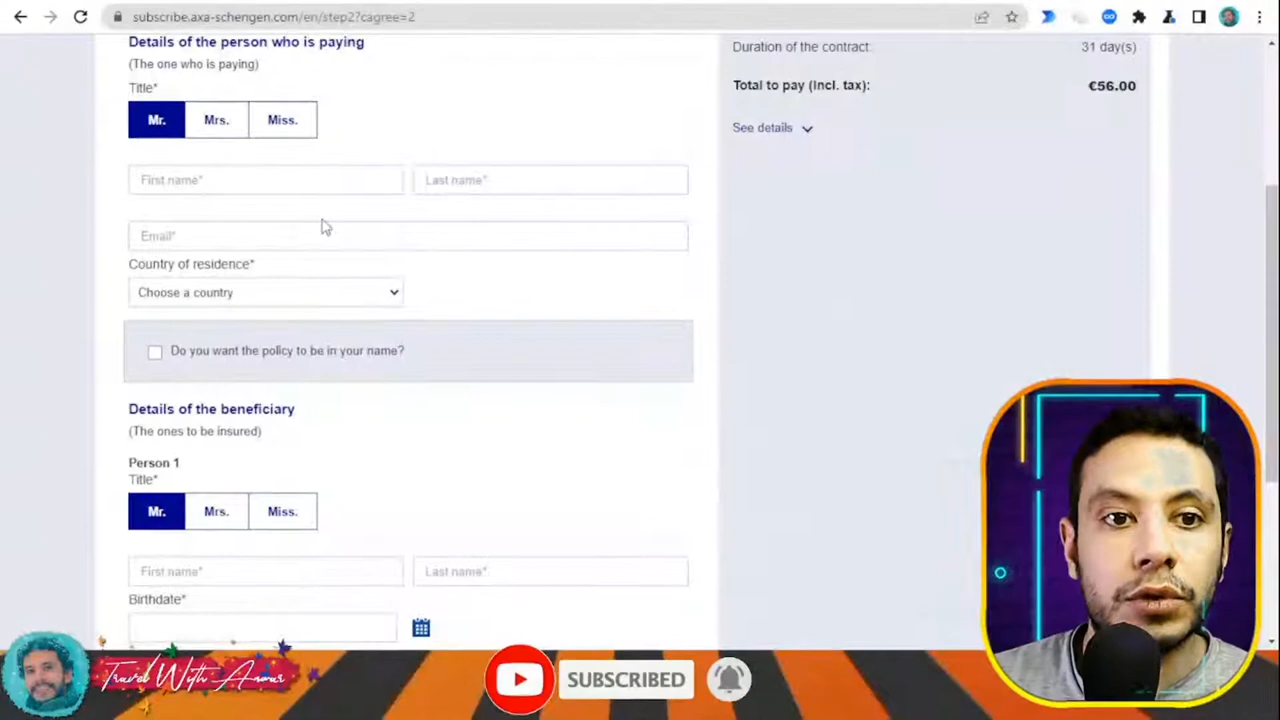 subscribe.axa-schengen.com/en/step2?cagree=2
Details of the person who is paying
(The one who is paying)
Title*
Mr. Mrs. Miss.
First name* Last name*
Email*
Country of residence*
Choose a country
Do you want the policy to be in your name?
Details of the beneficiary
(The ones to be insured)
Person 1
Title*
Mr. Mrs. Miss.
First name* Last name*
Birthdate*
Duration of the contract: 31 day(s)
Total to pay (incl. tax): €56.00
See details
Travel With Anour
SUBSCRIBED